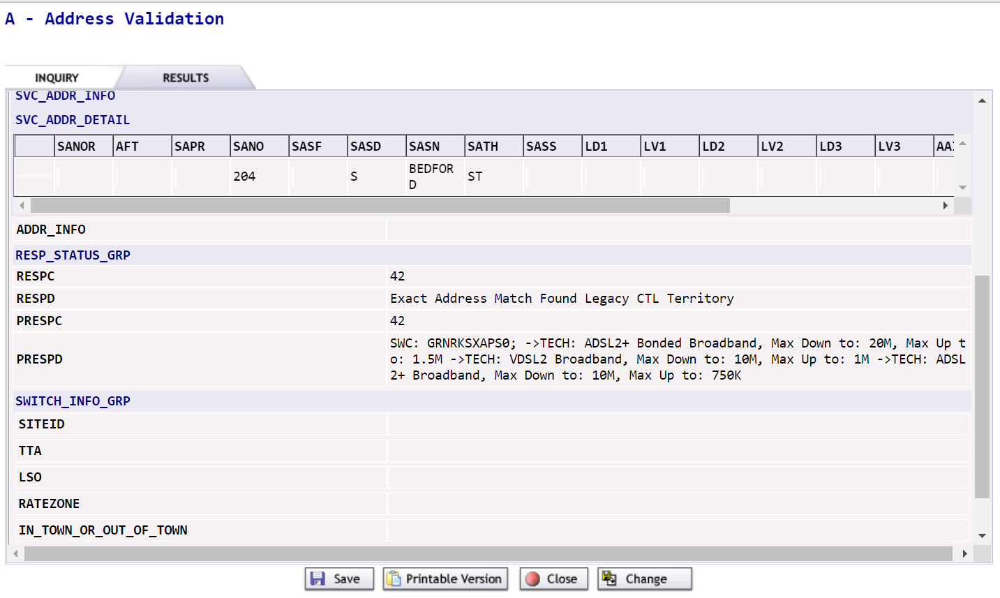 A - Address Validation
INQUIRY
RESULTS
SVC_ADDR_INFO
SVC_ADDR_DETAIL
SANOR AFT SAPR SANO SASF SASD SASN SATH SASS LD1 LV1 LD2 LV2 LD3 LV3
204 S BEDFOR ST
D
ADDR_INFO
RESP_STATUS_GRP
RESPC 42
RESPD Exact Address Match Found Legacy CTL Territory
PRESPC 42
PRESPD
SWC: GRNRKSXAPS0; ->TECH: ADSL2+ Bonded Broadband, Max Down to: 20M, Max Up t
o: 1.5M ->TECH: VDSL2 Broadband, Max Down to: 10M, Max Up to: 1M ->TECH: ADSL
2+ Broadband, Max Down to: 10M, Max Up to: 750K
SWITCH_INFO_GRP
SITEID
TTA
LSO
RATEZONE
IN_TOWN_OR_OUT_OF_TOWN
Save Printable Version Close Change